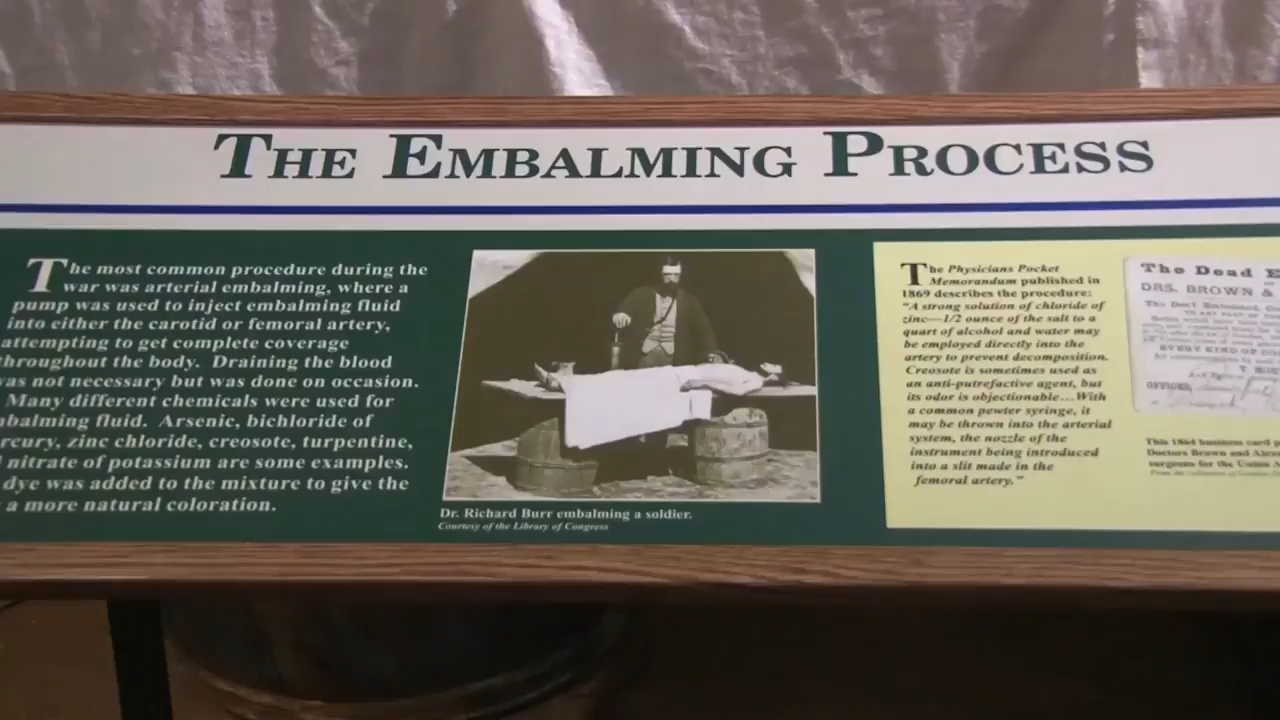 THE EMBALMING PROCESS
The most common procedure during the
war was arterial embalming, where a
pump was used to inject embalming fluid
into either the carotid or femoral artery,
attempting to get complete coverage
throughout the body. Draining the blood
was not necessary but was done on occasion.
Many different chemicals were used for
balming fluid. Arsenic, bichloride of
rcury, zinc chloride, creosote, turpentine,
nitrate of potassium are some examples.
dye was added to the mixture to give the
a more natural coloration.
Dr. Richard Burr embalming a soldier.
Courtesy of the Library of Congress
The Physicians Pocket
Memorandum published in
1869 describes the procedure:
"A strong solution of chloride of
zinc—1/2 ounce of the salt to a
quart of alcohol and water may
be employed directly into the
artery to prevent decomposition.
Creosote is sometimes used as
an anti-putrefactive agent, but
its odor is objectionable...With
a common pewter syringe, it
may be thrown into the arterial
system, the nozzle of the
instrument being introduced
into a slit made in the
femoral artery."
The Dead E
DRS. BROWN &
EVERY KIND OF
OFFICER
This 1864 business card p
Doctors Brown and Alex
surgeons for the Union